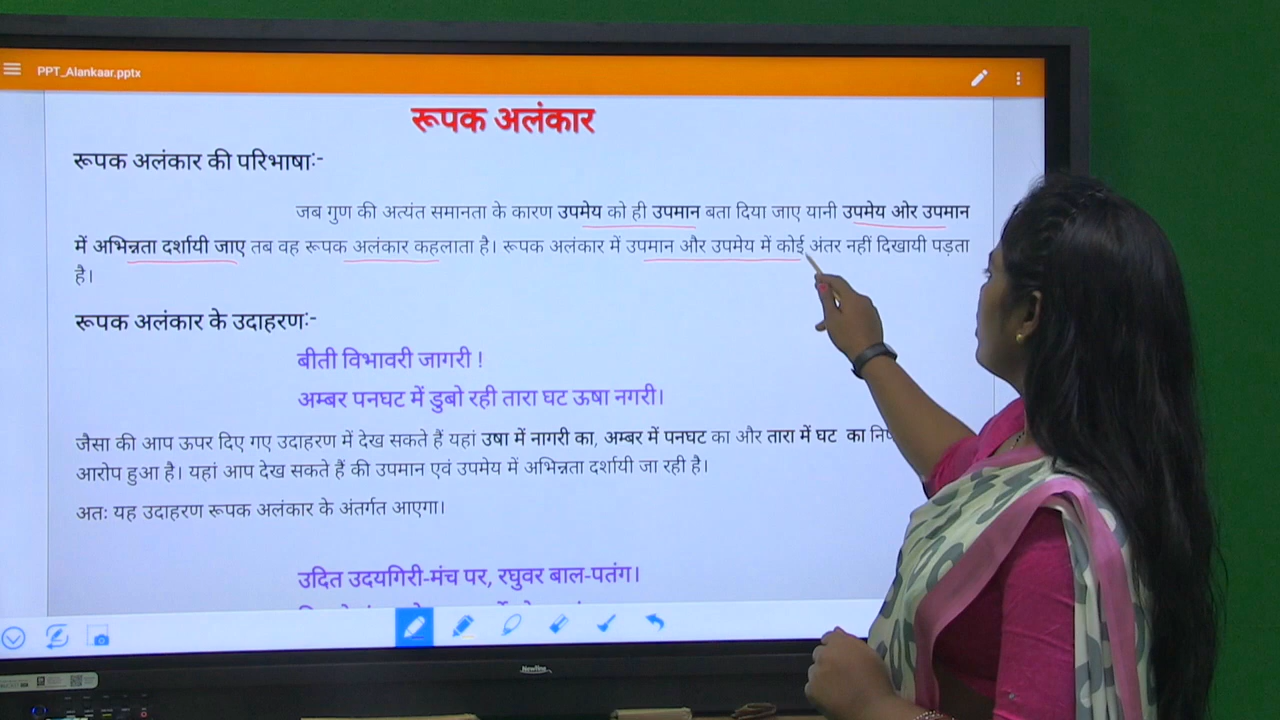 PPT_Alankaar.pptx
रूपक अलंकार
रूपक अलंकार की परिभाषा:-
जब गुण की अत्यंत समानता के कारण उपमेय को ही उपमान बता दिया जाए यानी उपमेय ओर उपमान
में अभिन्नता दर्शायी जाए तब वह रूपक अलंकार कहलाता है। रूपक अलंकार में उपमान और उपमेय में कोई अंतर नहीं दिखायी पड़ता
है।
रूपक अलंकार के उदाहरण:-
बीती विभावरी जागरी !
अम्बर पनघट में डुबो रही तारा घट ऊषा नगरी।
जैसा की आप ऊपर दिए गए उदाहरण में देख सकते हैं यहां उषा में नागरी का, अम्बर में पनघट का और तारा में घट का
आरोप हुआ है। यहां आप देख सकते हैं की उपमान एवं उपमेय में अभिन्नता दर्शायी जा रही है।
अतः यह उदाहरण रूपक अलंकार के अंतर्गत आएगा।
उदित उदयगिरी-मंच पर, रघुवर बाल-पतंग।
Newline